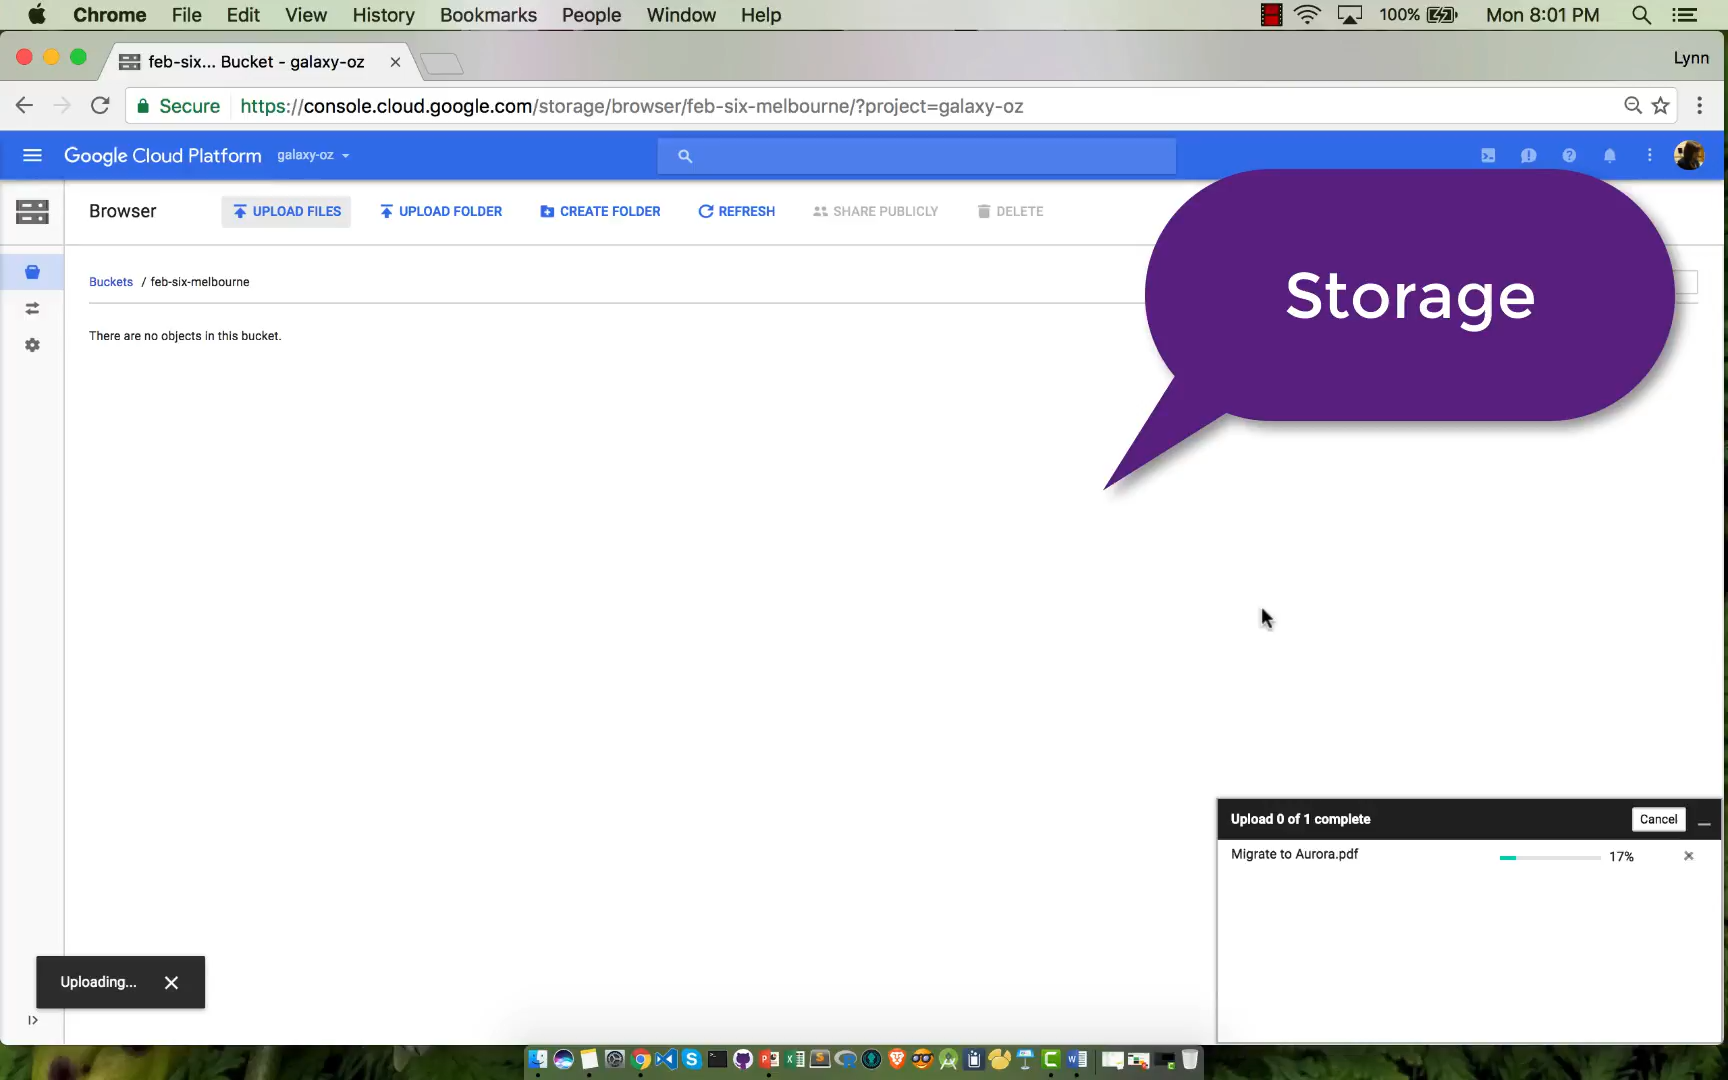 Chrome File Edit View History Bookmarks People Window Help 100% Mon 8:01 PM
feb-six... Bucket - galaxy-oz Lynn
Secure https://console.cloud.google.com/storage/browser/feb-six-melbourne/?project=galaxy-oz
Google Cloud Platform galaxy-oz
Browser UPLOAD FILES UPLOAD FOLDER CREATE FOLDER REFRESH SHARE PUBLICLY DELETE
Storage
Buckets / feb-six-melbourne
There are no objects in this bucket.
Upload 0 of 1 complete Cancel
Migrate to Aurora.pdf 17%
Uploading...